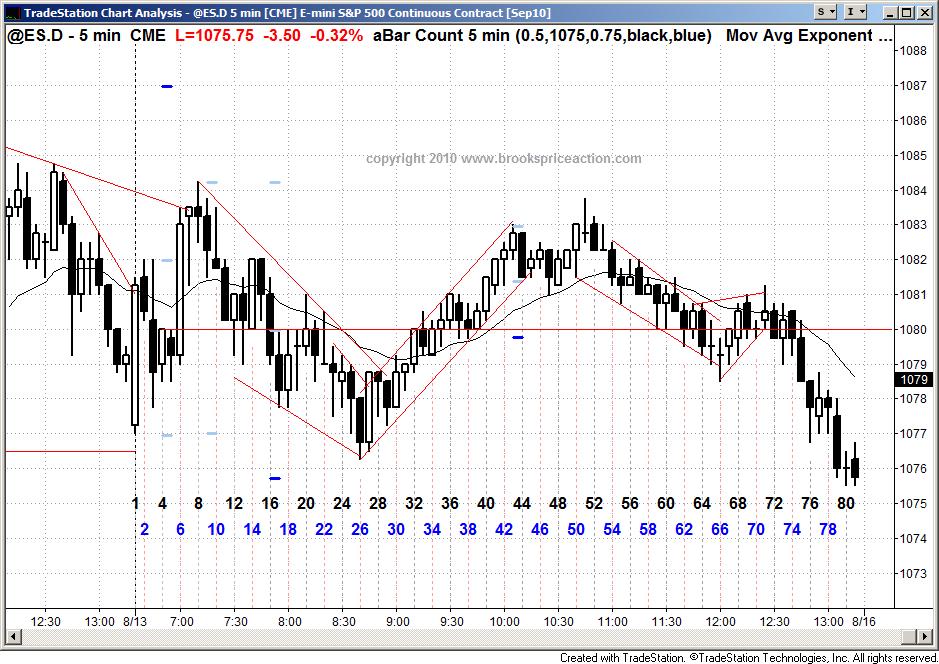 TradeStation Chart Analysis - @ES.D 5 min [CME] E-mini S&P 500 Continuous Contract [Sep10]
S
I
@ES.D - 5 min CME L=1075.75 -3.50 -0.32% aBar Count 5 min (0.5,1075,0.75,black,blue) Mov Avg Exponent ...
1088
1087
1086
copyright 2010 www.brookspriceaction.com
1085
1084
1083
1082
1081
1080
1079
1079
1078
1077
1076
1 4 8 12 16 20 24 28 32 36 40 44 48 52 56 60 64 68 72 76 80
1075
2 6 10 14 18 22 26 30 34 38 42 46 50 54 58 62 66 70 74 78
1074
1073
12:30 13:00 8/13 7:00 7:30 8:00 8:30 9:00 9:30 10:00 10:30 11:00 11:30 12:00 12:30 13:00 8/16
Created with TradeStation. ©TradeStation Technologies, Inc. All rights reserved.